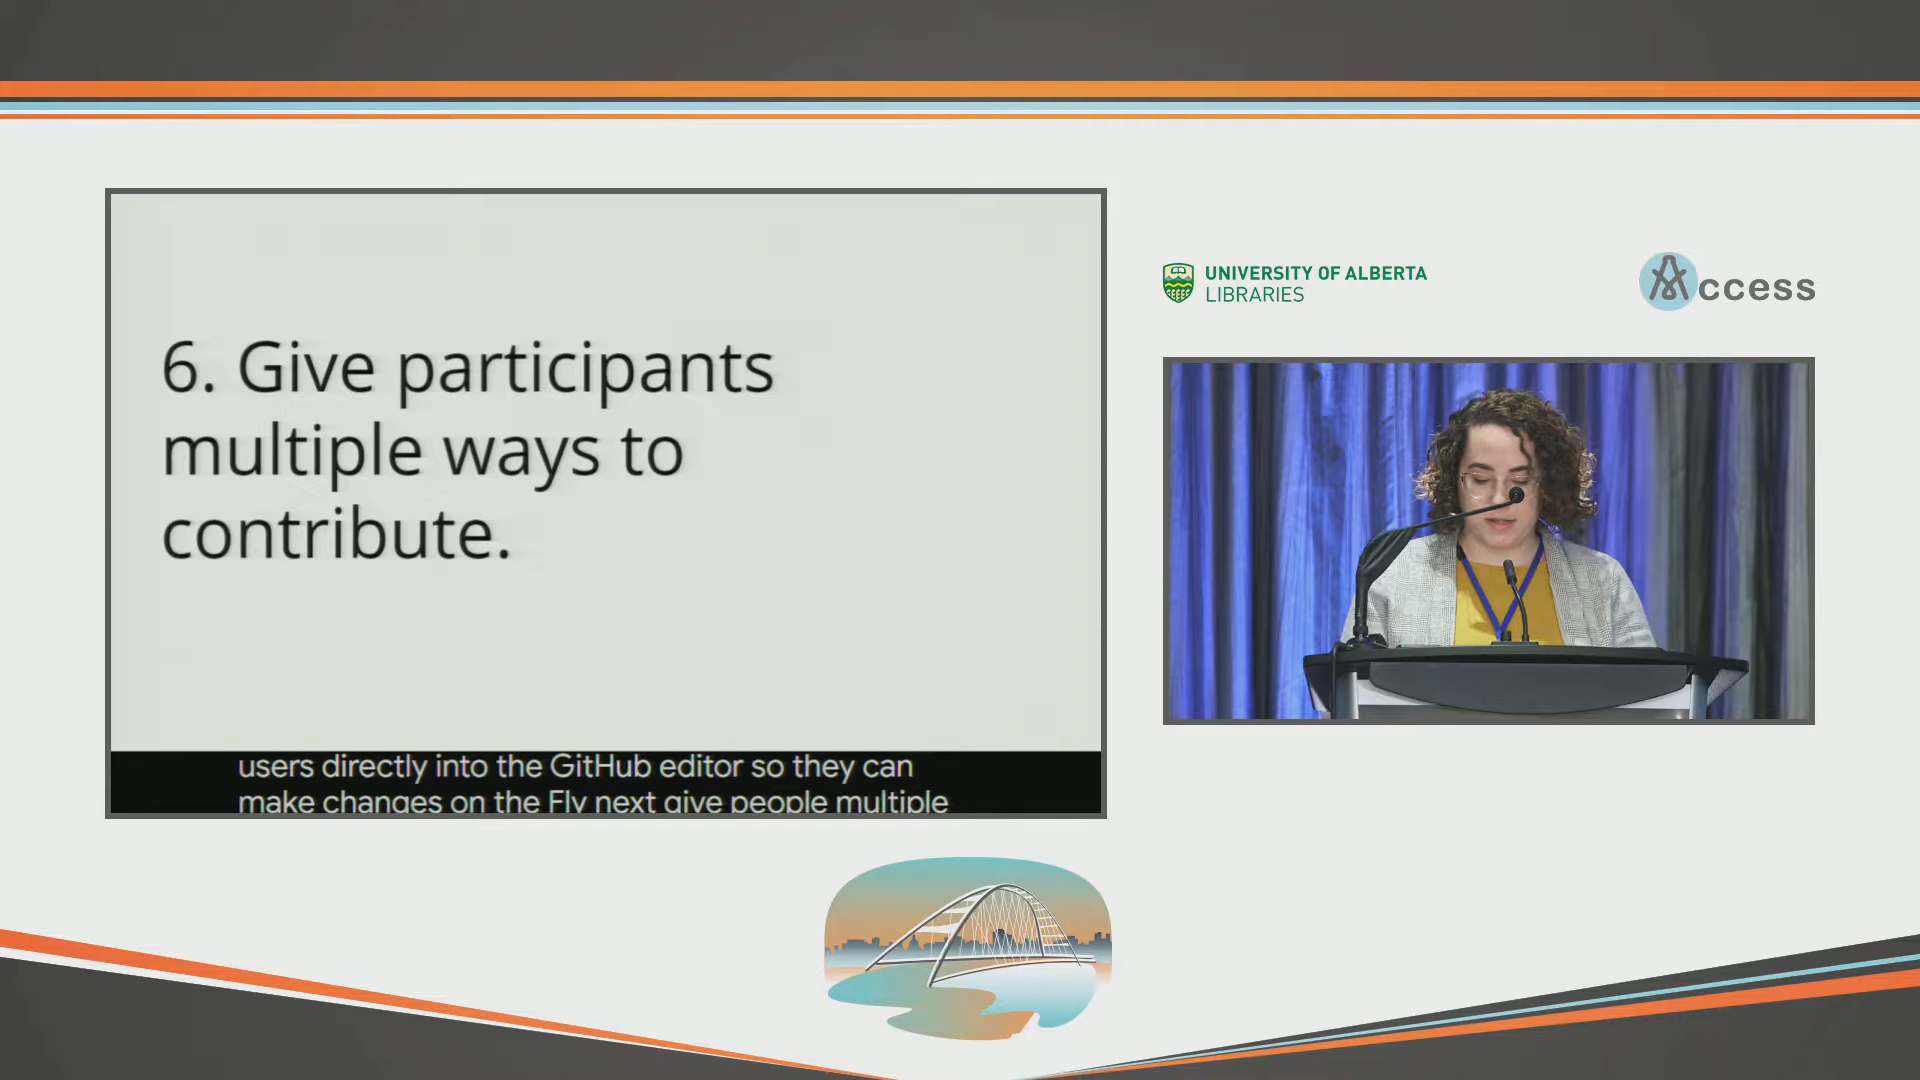 6. Give participants
multiple ways to
contribute.
users directly into the GitHub editor so they can
make changes on the Fly next give people multiple
UNIVERSITY OF ALBERTA
LIBRARIES
Access